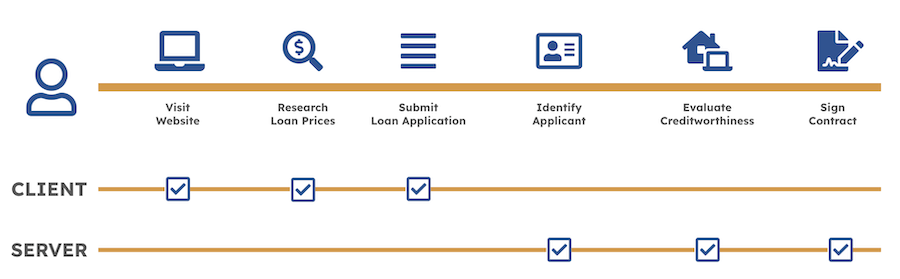 $
Visit
Website
Research
Loan Prices
Submit
Loan Application
Identify
Applicant
Evaluate
Creditworthiness
Sign
Contract
CLIENT
SERVER